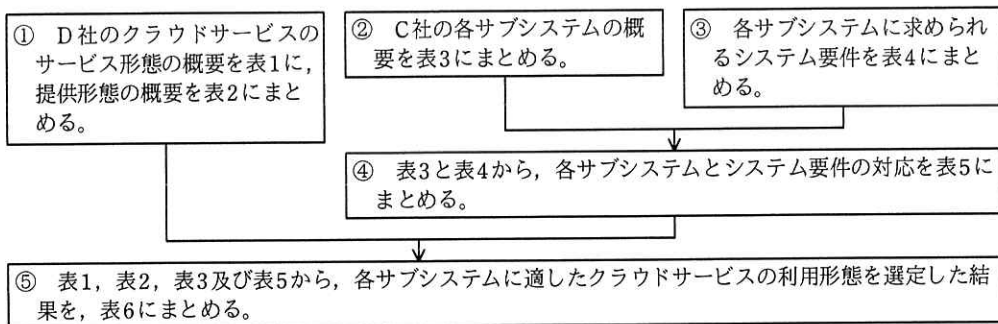 ① D社のクラウドサービスの
サービス形態の概要を表1に,
提供形態の概要を表2にまと
める。
② C社の各サブシステムの概
要を表3にまとめる。
③ 各サブシステムに求められ
るシステム要件を表4にまと
める。
④ 表3と表4から,各サブシステムとシステム要件の対応を表5に
まとめる。
⑤ 表1,表2,表3及び表5から,各サブシステムに適したクラウドサービスの利用形態を選定した結
果を,表6にまとめる。